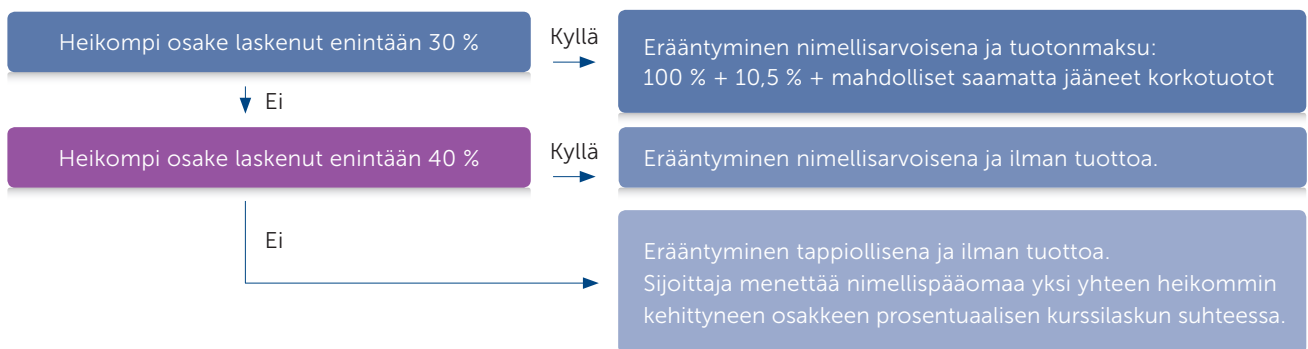 Heikompi osake laskenut enintään 30 %
Kyllä
Erääntyminen nimellisarvoisena ja tuotonmaksu:
100 % + 10,5 % + mahdolliset saamatta jääneet korkotuotot
Ei
Heikompi osake laskenut enintään 40 %
Kyllä
Erääntyminen nimellisarvoisena ja ilman tuottoa.
Ei
Erääntyminen tappiollisena ja ilman tuottoa.
Sijoittaja menettää nimellispääomaa yksi yhteen heikommin
kehittyneen osakkeen prosentuaalisen kurssilaskun suhteessa.